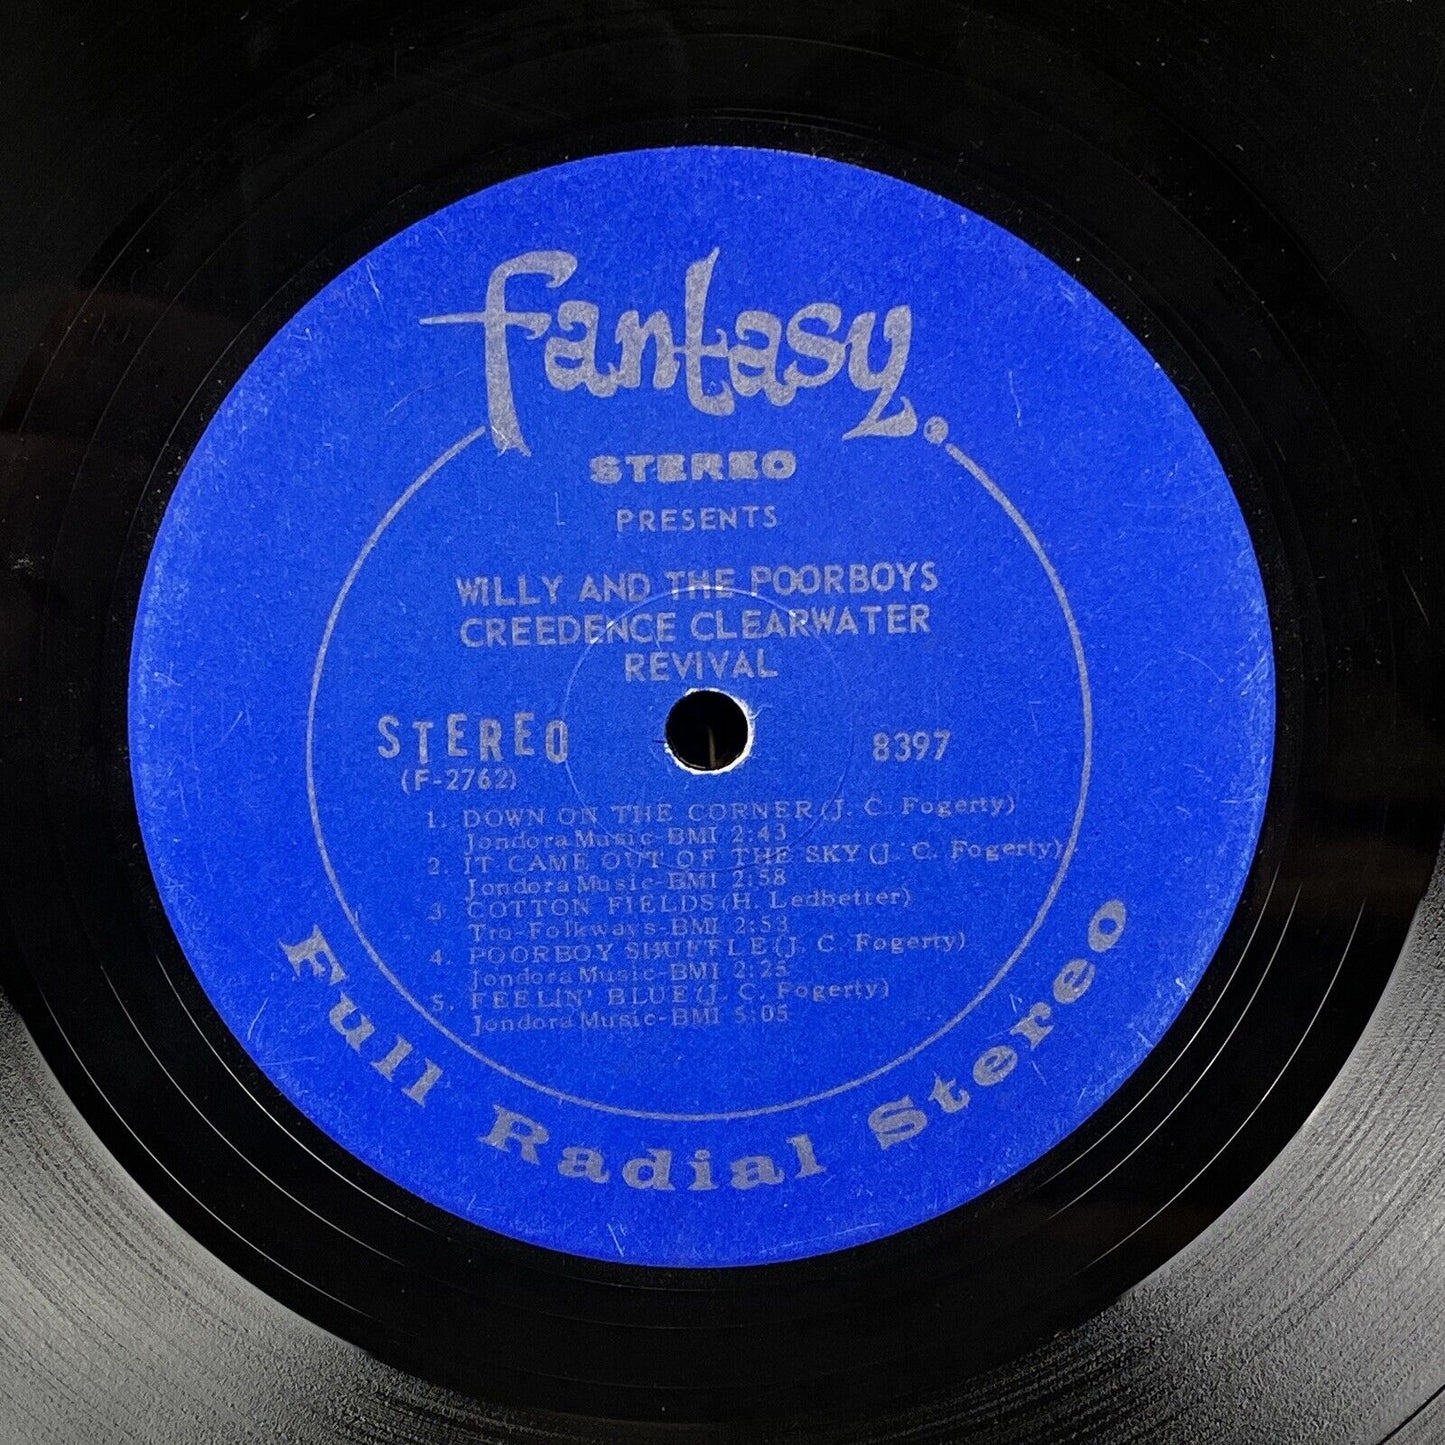 fantasy.
STEREO
PRESENTS
WILLY AND THE POORBOYS
CREEDENCE CLEARWATER
REVIVAL
STEREO 8397
(F-2762)
1. DOWN ON THE CORNER (J. C. Fogerty)
Jondora Music-BMI 2:43
2. IT CAME OUT OF THE SKY (J. C. Fogerty)
Jondora Music-BMI 2:58
3 COTTON FIELDS (H. Ledbetter)
Tro-Folkways-BMI 2:53
4. POORBOY SHUFFLE (J. C. Fogerty)
Jondora Music-BMI 2:25
5. FEELIN' BLUE (J. C. Fogerty)
Jondora Music-BMI 5:05
Full Radial Stereo